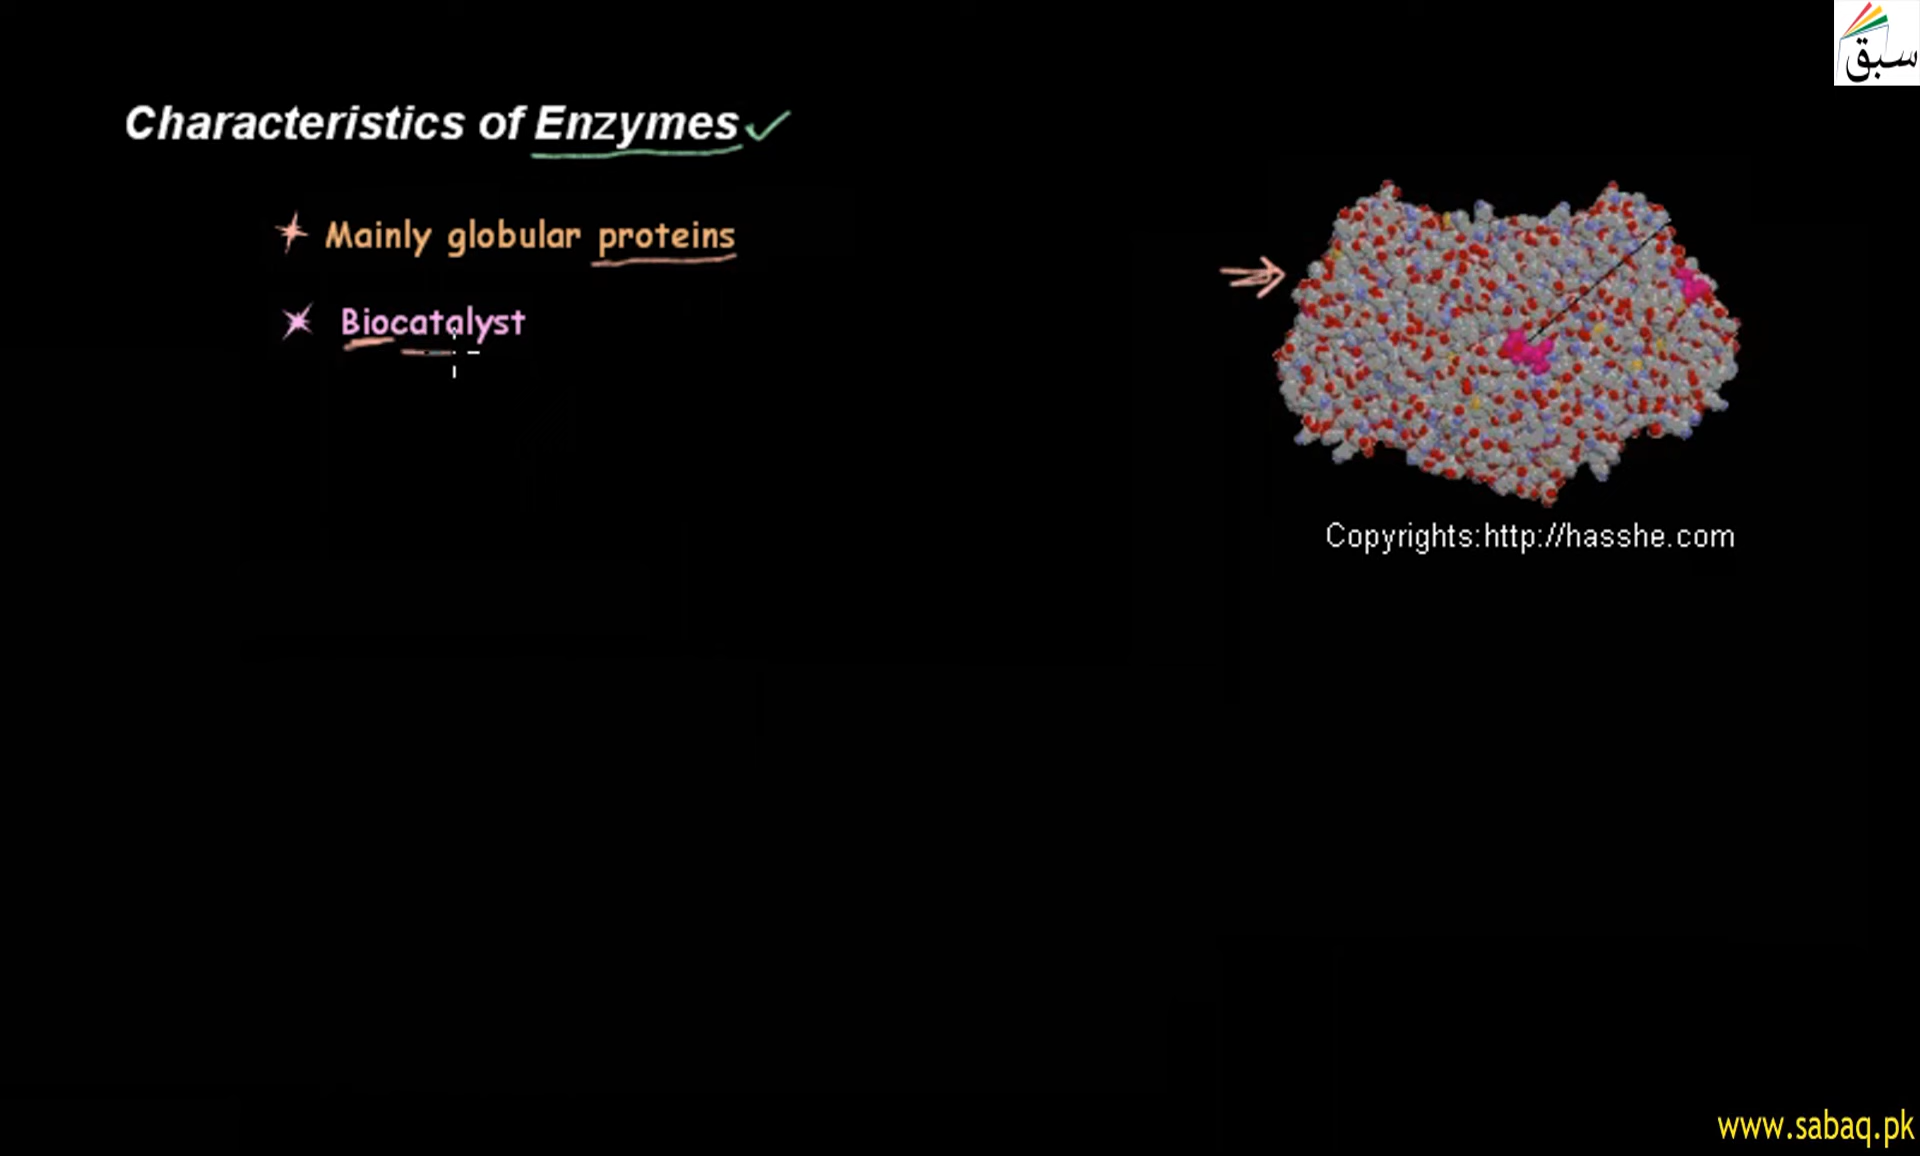 سبق
Characteristics of Enzymes
Mainly globular proteins
Biocatalyst
Copyrights:http://hasshe.com
www.sabaq.pk